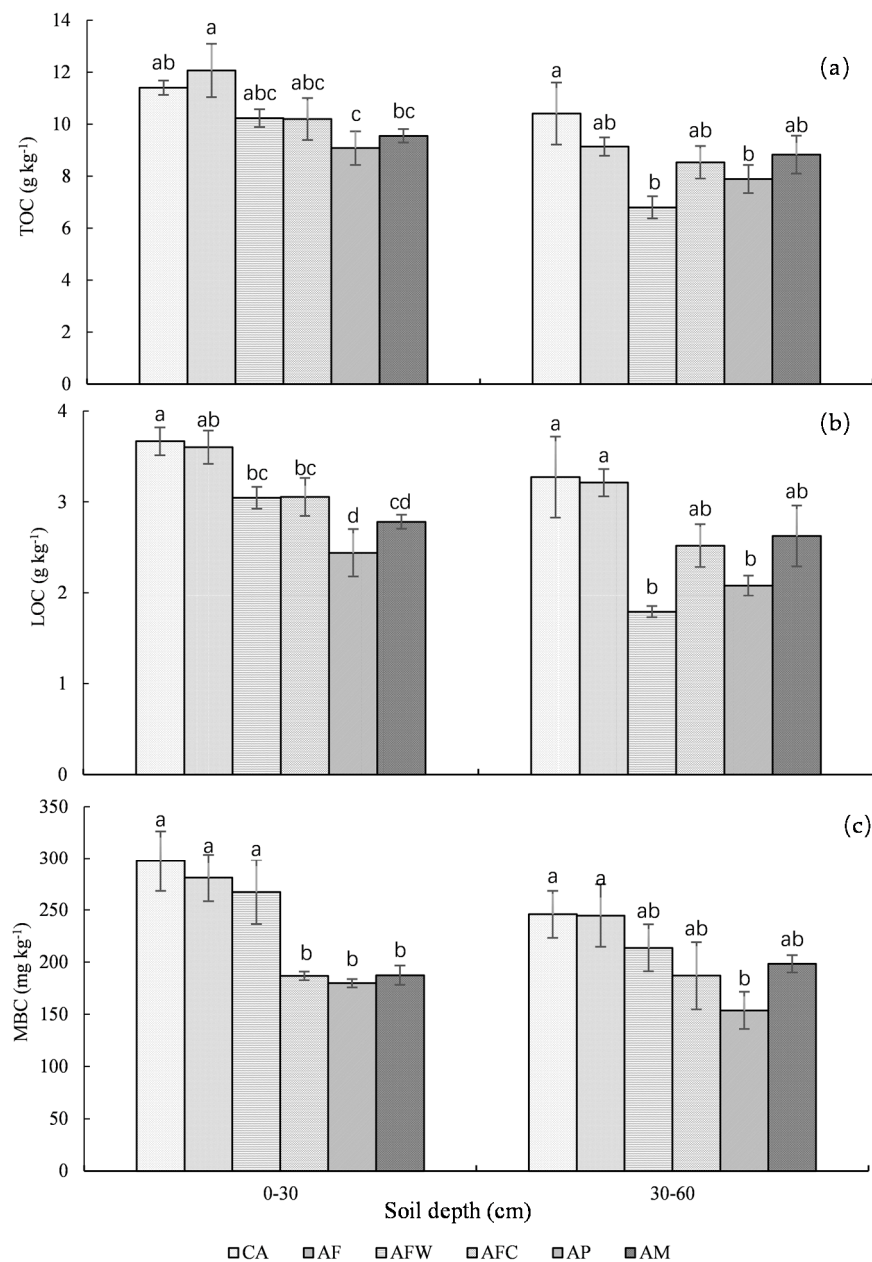 14
12
10
8
6
4
2
0
TOC (g kg-1)
ab
a
abc
abc
c
bc
a
ab
b
ab
b
ab
(a)
4
3
2
1
0
LOC (g kg-1)
a
ab
bc
bc
d
cd
a
a
b
ab
b
ab
(b)
350
300
250
200
150
100
50
0
MBC (mg kg-1)
a
a
a
b
b
b
a
a
ab
ab
b
ab
(c)
0-30
30-60
Soil depth (cm)
CA AF AFW AFC AP AM